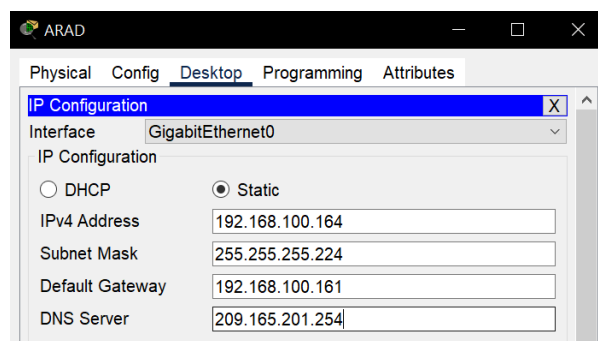 ARAD
Physical Config Desktop Programming Attributes
IP Configuration X
Interface GigabitEthernet0
IP Configuration
DHCP Static
IPv4 Address 192.168.100.164
Subnet Mask 255.255.255.224
Default Gateway 192.168.100.161
DNS Server 209.165.201.254